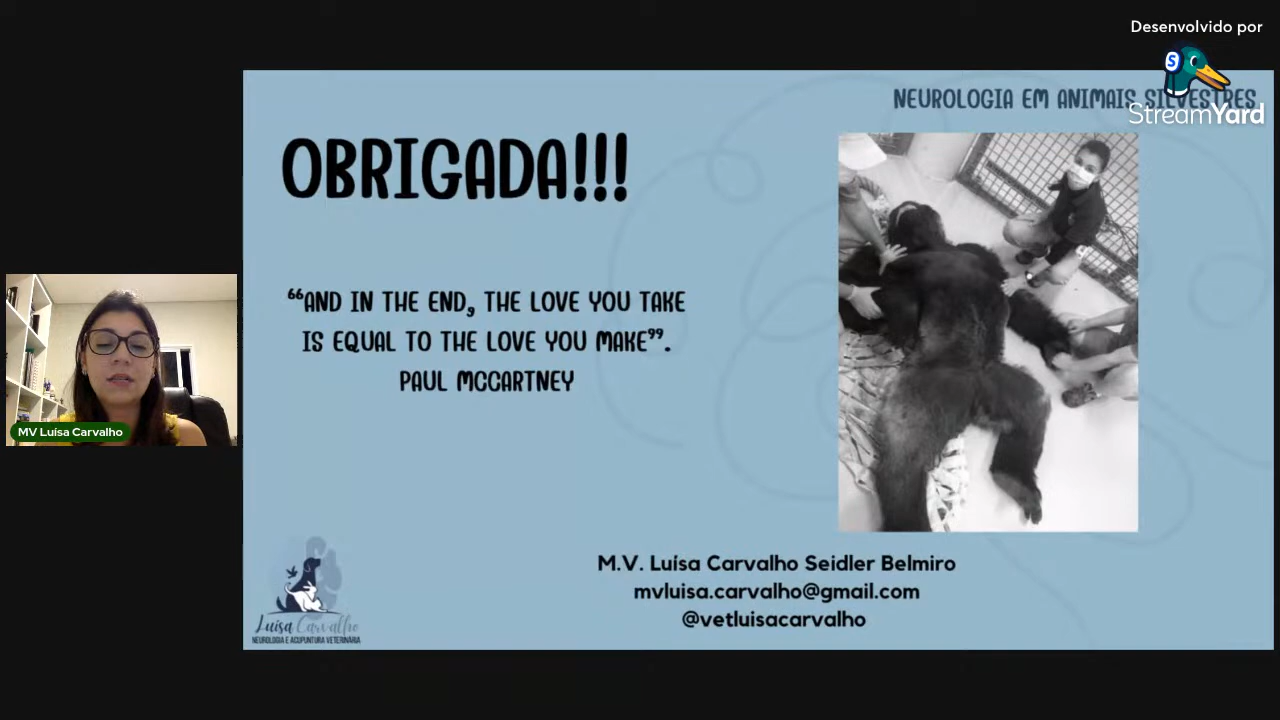 Desenvolvido por
StreamYard
NEUROLOGIA EM ANIMAIS SILVESTRES
OBRIGADA!!!
“AND IN THE END, THE LOVE YOU TAKE
IS EQUAL TO THE LOVE YOU MAKE”.
PAUL MCCARTNEY
MV Luísa Carvalho
M.V. Luísa Carvalho Seidler Belmiro
mvluisa.carvalho@gmail.com
@vetluisacarvalho
Luísa Carvalho
NEUROLOGIA E ACUPUNTURA VETERINÁRIA